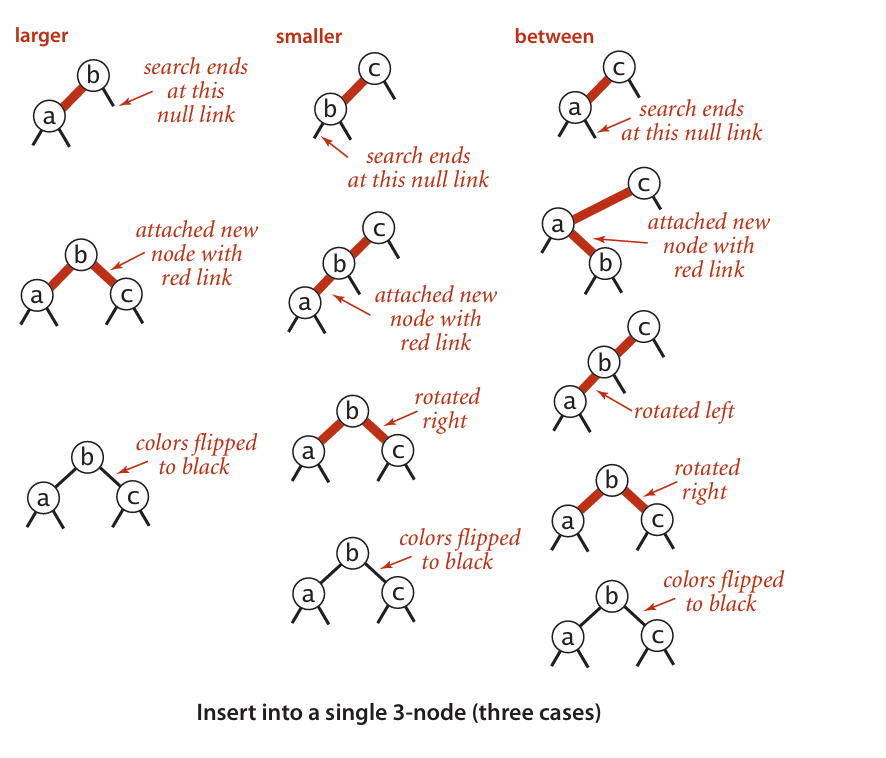 larger
b
search ends
at this
null link
a
attached new
node with
red link
b
a
c
colors flipped
to black
b
a
c
smaller
c
b
search ends
at this null link
c
b
a
attached new
node with
red link
rotated
right
b
a
c
colors flipped
to black
b
a
c
between
c
a
search ends
at this null link
c
a
attached new
node with
red link
b
c
b
a
rotated left
rotated
right
b
a
c
colors flipped
to black
b
a
c
Insert into a single 3-node (three cases)